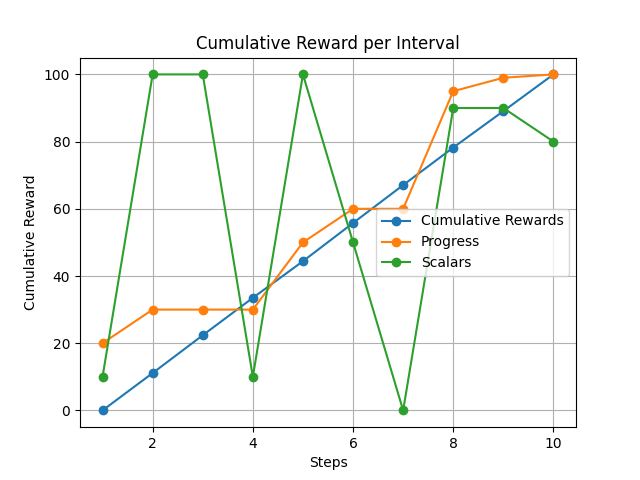 Cumulative Reward per Interval
100
80
60
40
20
0
Cumulative Reward
Cumulative Rewards
Progress
Scalars
2
4
6
8
10
Steps